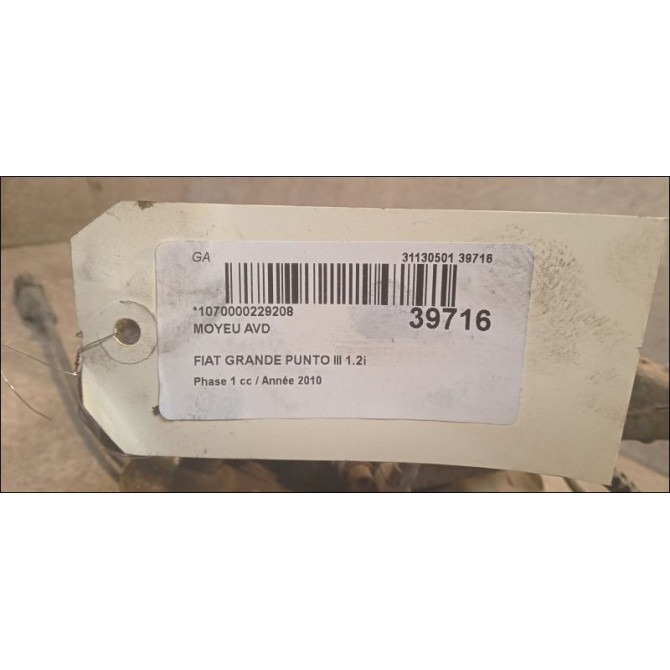 GA 31130501 39716
*1070000229208 39716
MOYEU AVD
FIAT GRANDE PUNTO III 1.2i
Phase 1 cc / Année 2010